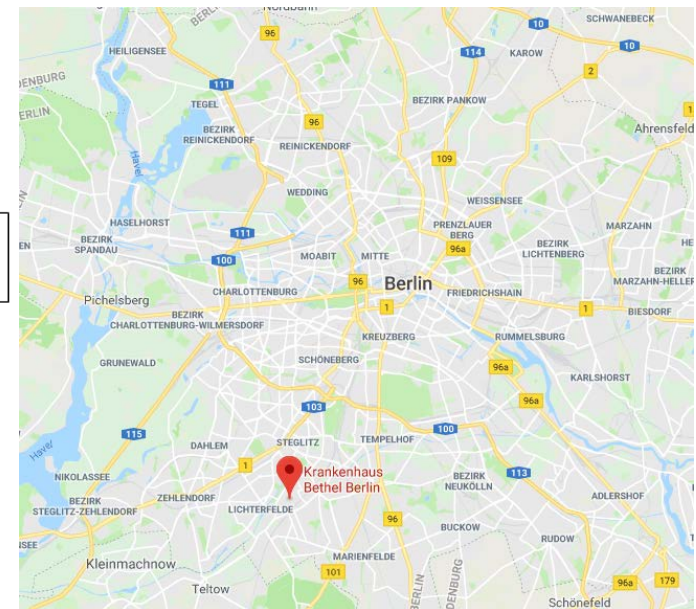 Nordbahn
SCHWANEBECK
96
10
HEILIGENSEE
114
KAROW
10
2
111
DENBURG
ERLIN
TEGEL
BEZIRK PANKOW
BEZIRK
REINICKENDORF
96
REINICKENDORF
Ahrensfeld
109
Havel
WEDDING
WEISSENSEE
HASELHORST
111
PRENZLAUER
BERG
MARZAHN
BEZIRK
SPANDAU
96a
BEZIRK
LICHTENBERG
100
MOABIT
MITTE
BEZIRK
MARZAHN-HELLER
Berlin
96
CHARLOTTENBURG
FRIEDRICHSHAIN
Pichelsberg
1
1
BIESDORF
BEZIRK
CHARLOTTENBURG-WILMERSDORF
KREUZBERG
RUMMELSBURG
GRUNEWALD
SCHÖNEBERG
96a
KARLSHORST
103
96a
115
100
Havel
DAHLEM
STEGLITZ
TEMPELHOF
1
Krankenhaus
Bethel Berlin
113
NIKOLASSEE
BEZIRK
NEUKÖLLN
BEZIRK
STEGLITZ-ZEHLENDORF
ZEHLENDORF
ADLERSHOF
LICHTERFELDE
96
BUCKOW
RUDOW
NSEE
Kleinmachnow
MARIENFELDE
101
Teltow
BERLIN
DENBURG
96a
179
Schönefeld